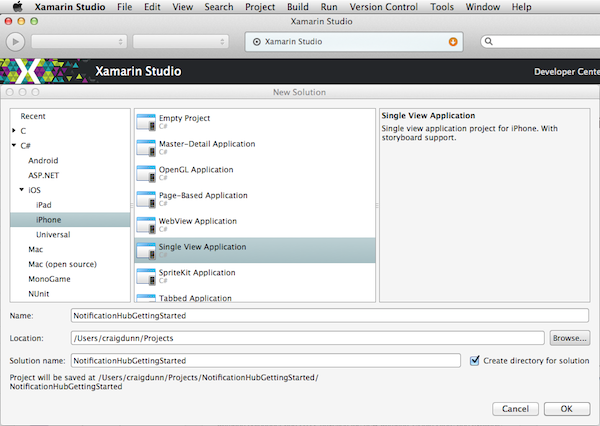 Xamarin Studio File Edit View Search Project Build Run Version Control Tools Window Help
Xamarin Studio
Xamarin Studio
Xamarin Studio Developer Cente
New Solution
Recent
C
C#
Android
ASP.NET
iOS
iPad
iPhone
Universal
Mac
Mac (open source)
MonoGame
NUnit
Empty Project
C#
Master-Detail Application
C#
OpenGL Application
C#
Page-Based Application
C#
WebView Application
C#
Single View Application
C#
SpriteKit Application
C#
Tabbed Application
Single View Application
Single view application project for iPhone. With
storyboard support.
Name: NotificationHubGettingStarted
Location: /Users/craigdunn/Projects Browse...
Solution name: NotificationHubGettingStarted Create directory for solution
Project will be saved at /Users/craigdunn/Projects/NotificationHubGettingStarted/
NotificationHubGettingStarted
Cancel OK